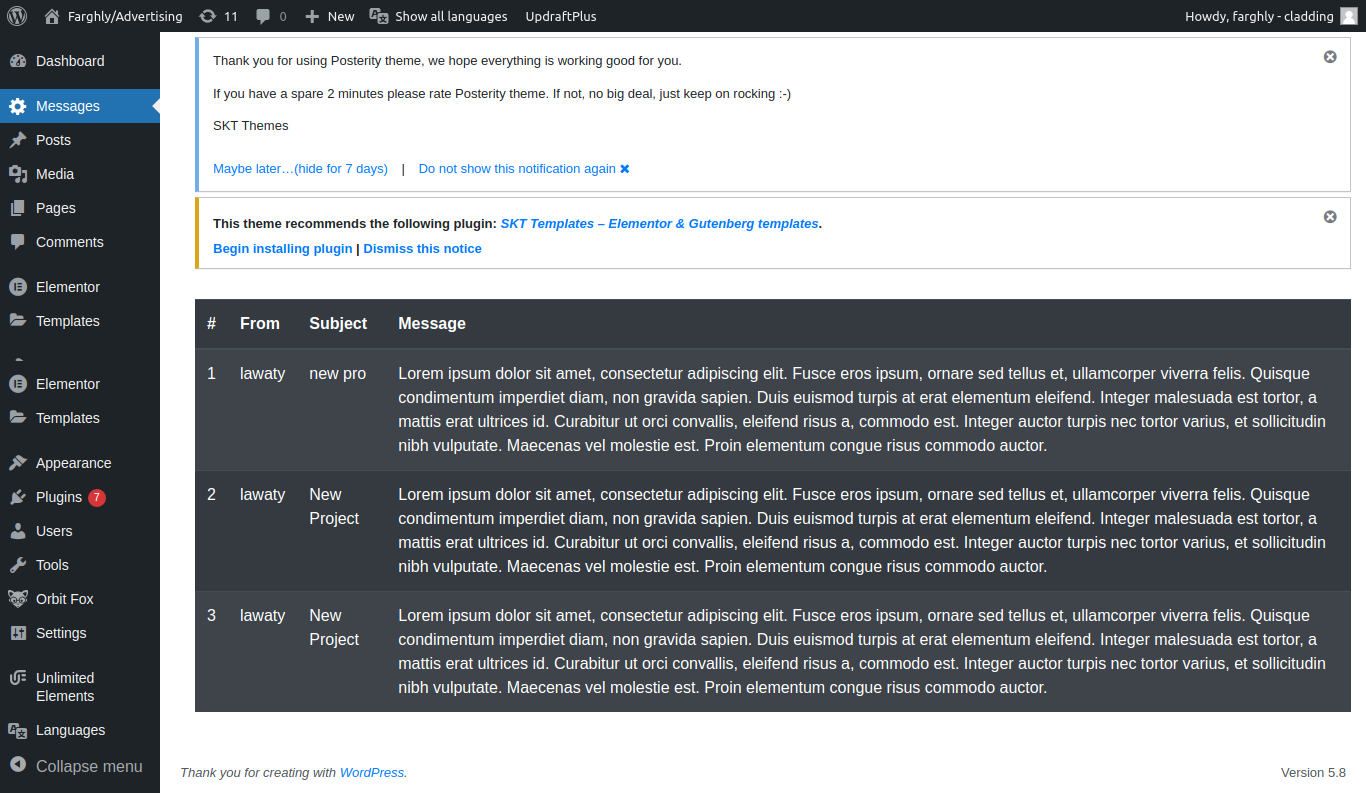 Farghly/Advertising 11 0 New Show all languages UpdraftPlus Howdy, farghly - cladding
Dashboard
Messages
Posts
Media
Pages
Comments
Elementor
Templates
Elementor
Templates
Appearance
Plugins 7
Users
Tools
Orbit Fox
Settings
Unlimited
Elements
Languages
Collapse menu
Thank you for using Posterity theme, we hope everything is working good for you.
If you have a spare 2 minutes please rate Posterity theme. If not, no big deal, just keep on rocking :-)
SKT Themes
Maybe later…(hide for 7 days) | Do not show this notification again ✖
This theme recommends the following plugin: SKT Templates – Elementor & Gutenberg templates.
Begin installing plugin | Dismiss this notice
# From Subject Message
1 lawaty new pro Lorem ipsum dolor sit amet, consectetur adipiscing elit. Fusce eros ipsum, ornare sed tellus et, ullamcorper viverra felis. Quisque
condimentum imperdiet diam, non gravida sapien. Duis euismod turpis at erat elementum eleifend. Integer malesuada est tortor, a
mattis erat ultrices id. Curabitur ut orci convallis, eleifend risus a, commodo est. Integer auctor turpis nec tortor varius, et sollicitudin
nibh vulputate. Maecenas vel molestie est. Proin elementum congue risus commodo auctor.
2 lawaty New Lorem ipsum dolor sit amet, consectetur adipiscing elit. Fusce eros ipsum, ornare sed tellus et, ullamcorper viverra felis. Quisque
Project condimentum imperdiet diam, non gravida sapien. Duis euismod turpis at erat elementum eleifend. Integer malesuada est tortor, a
mattis erat ultrices id. Curabitur ut orci convallis, eleifend risus a, commodo est. Integer auctor turpis nec tortor varius, et sollicitudin
nibh vulputate. Maecenas vel molestie est. Proin elementum congue risus commodo auctor.
3 lawaty New Lorem ipsum dolor sit amet, consectetur adipiscing elit. Fusce eros ipsum, ornare sed tellus et, ullamcorper viverra felis. Quisque
Project condimentum imperdiet diam, non gravida sapien. Duis euismod turpis at erat elementum eleifend. Integer malesuada est tortor, a
mattis erat ultrices id. Curabitur ut orci convallis, eleifend risus a, commodo est. Integer auctor turpis nec tortor varius, et sollicitudin
nibh vulputate. Maecenas vel molestie est. Proin elementum congue risus commodo auctor.
Thank you for creating with WordPress. Version 5.8